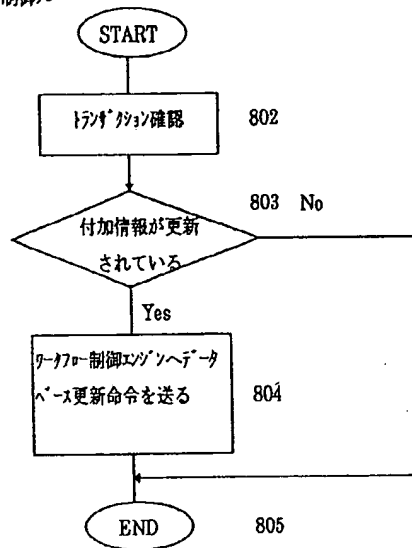 START
トランザクション確認 802
803 No
付加情報が更新
されている
Yes
ワークフロー制御エンジンへデータ
ベース更新命令を送る 804
END 805